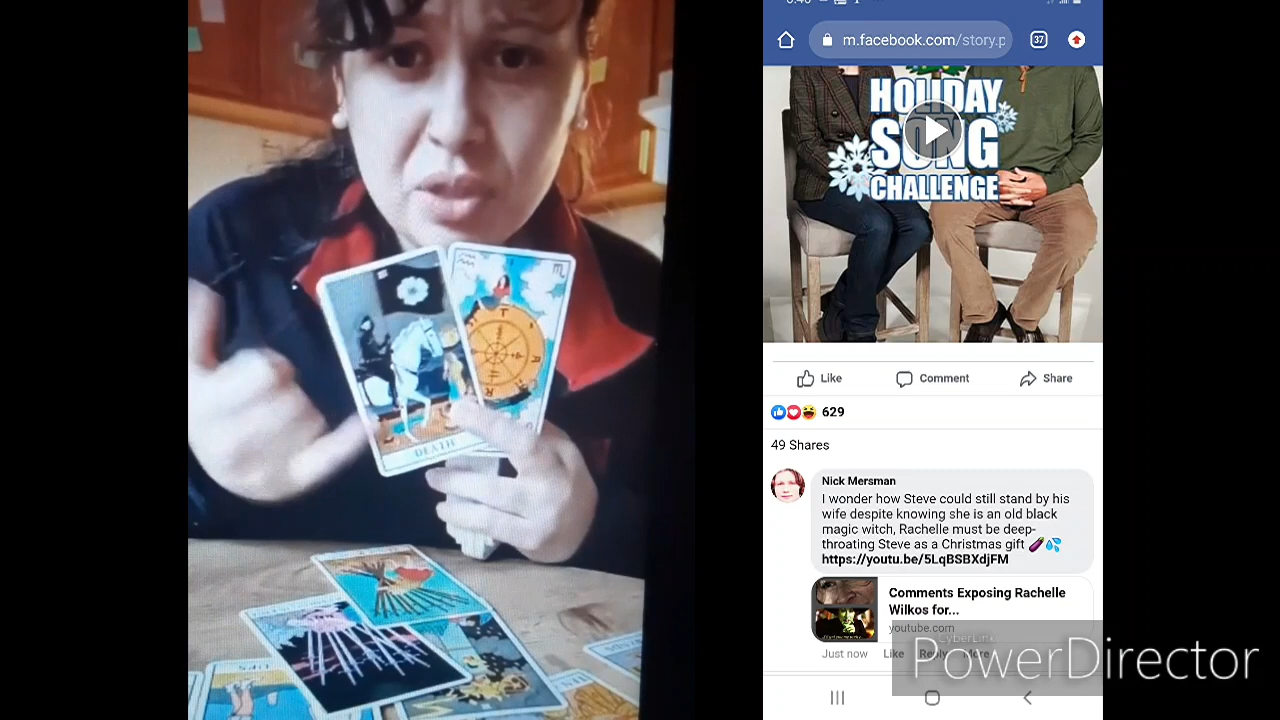 DEATH
m.facebook.com/story.p
37
HOLIDAY
SONG
CHALLENGE
Like
Comment
Share
629
49 Shares
Nick Mersman
I wonder how Steve could still stand by his
wife despite knowing she is an old black
magic witch, Rachelle must be deep-
throating Steve as a Christmas gift 🍆💦
https://youtu.be/5LqBSBXdjFM
Comments Exposing Rachelle
Wilkos for...
youtube.com
Just now Like Reply More
CyberLink
PowerDirector